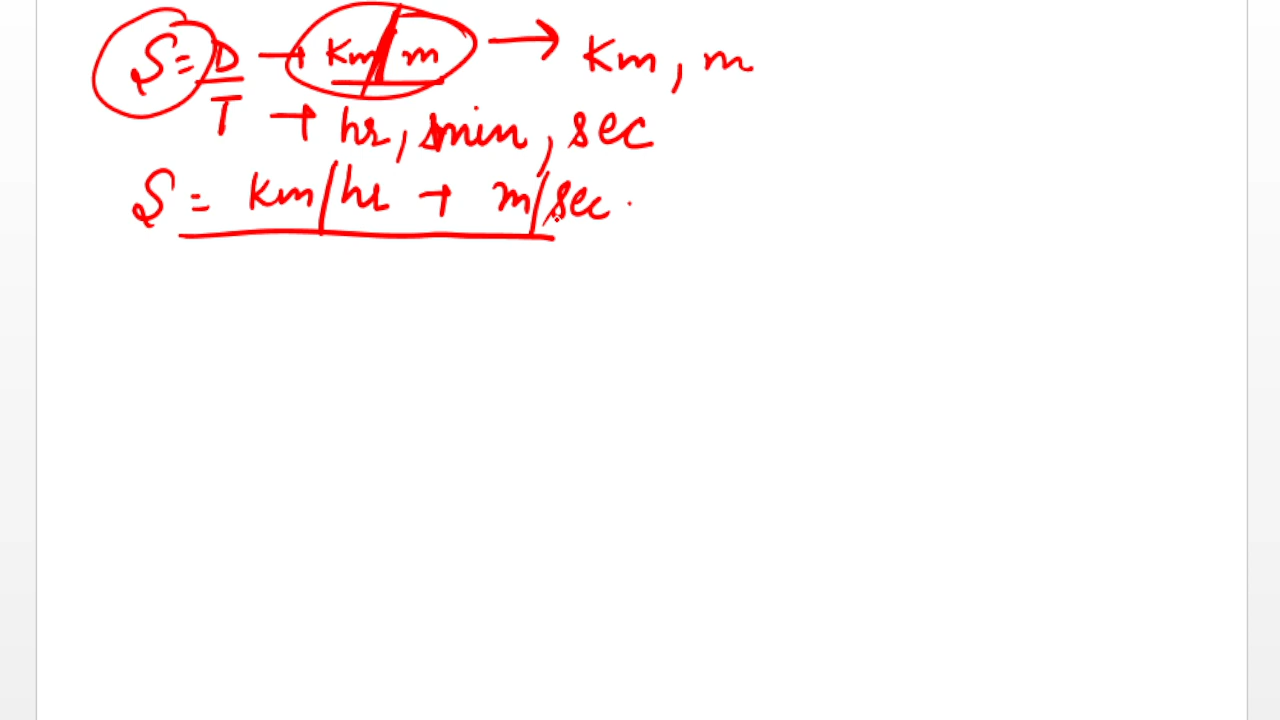 S = D/T → Km/m → Km, m
→ hr, min, sec
S = Km/hr → m/sec.